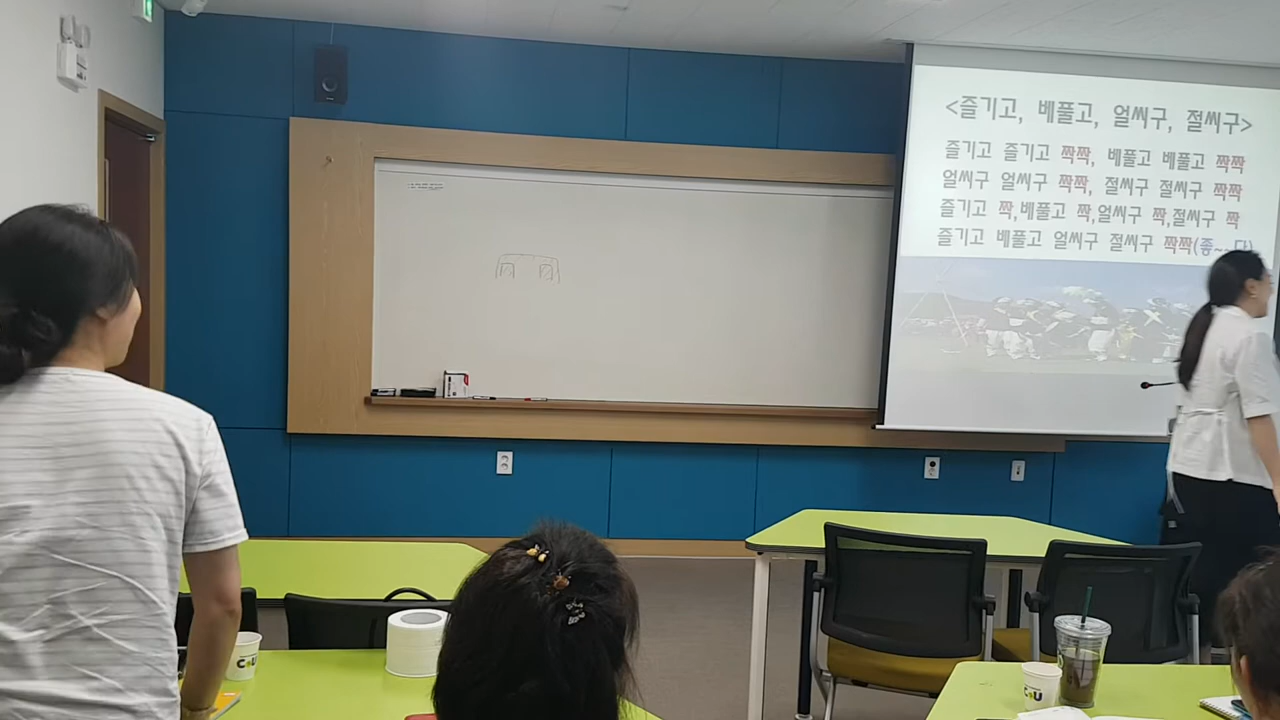 <즐기고, 베풀고, 얼씨구, 절씨구>
즐기고 즐기고 짝짝, 베풀고 베풀고 짝짝
얼씨구 얼씨구 짝짝, 절씨구 절씨구 짝짝
즐기고 짝,베풀고 짝,얼씨구 짝,절씨구 짝
즐기고 베풀고 얼씨구 절씨구 짝짝(좋~~다)
C U
C U